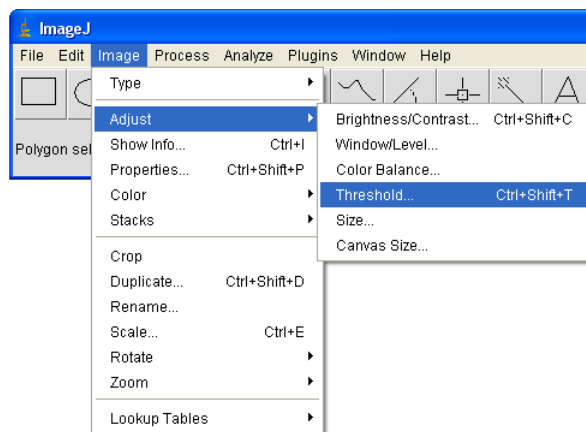 ImageJ
File Edit Image Process Analyze Plugins Window Help
A
Polygon sel
Type
Adjust
Show Info... Ctrl+I
Properties... Ctrl+Shift+P
Color
Stacks
Crop
Duplicate... Ctrl+Shift+D
Rename...
Scale... Ctrl+E
Rotate
Zoom
Lookup Tables
Brightness/Contrast... Ctrl+Shift+C
Window/Level...
Color Balance...
Threshold... Ctrl+Shift+T
Size...
Canvas Size...